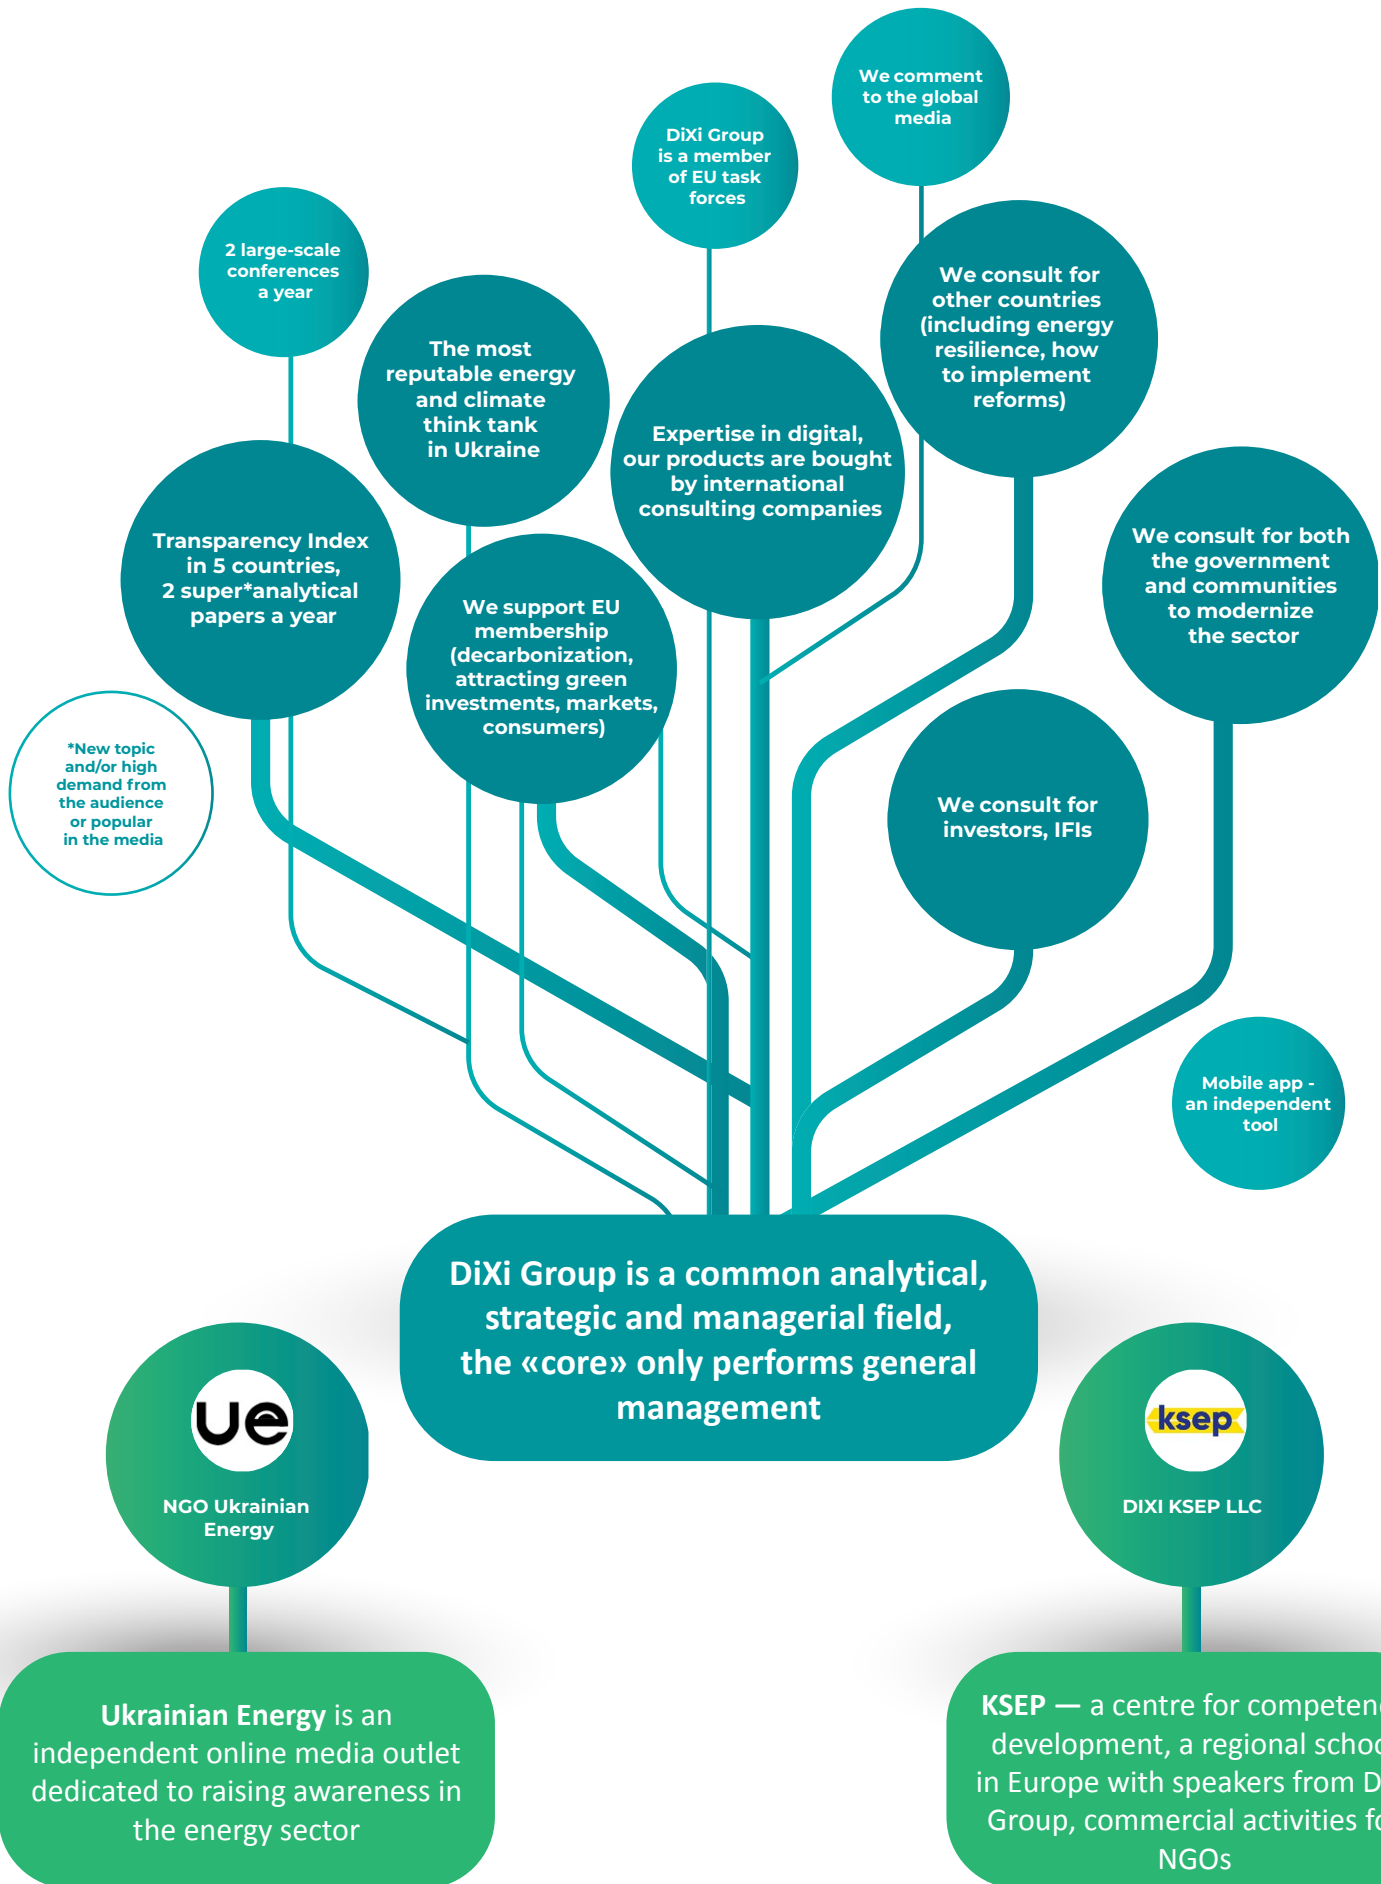 We comment
to the global
media
DiXi Group
is a member
of EU task
forces
2 large-scale
conferences
a year
We consult for
other countries
(including energy
resilience, how
to implement
reforms)
The most
reputable energy
and climate
think tank
in Ukraine
Expertise in digital,
our products are bought
by international
consulting companies
Transparency Index
in 5 countries,
2 super*analytical
papers a year
We consult for both
the government
and communities
to modernize
the sector
We support EU
membership
(decarbonization,
attracting green
investments, markets,
consumers)
*New topic
and/or high
demand from
the audience
or popular
in the media
We consult for
investors, IFIs
Mobile app -
an independent
tool
DiXi Group is a common analytical,
strategic and managerial field,
the «core» only performs general
management
ue
NGO Ukrainian
Energy
ksep
DIXI KSEP LLC
Ukrainian Energy is an
independent online media outlet
dedicated to raising awareness in
the energy sector
KSEP — a centre for
development, a regional
in Europe with speakers from
Group, commercial activities
NGOs